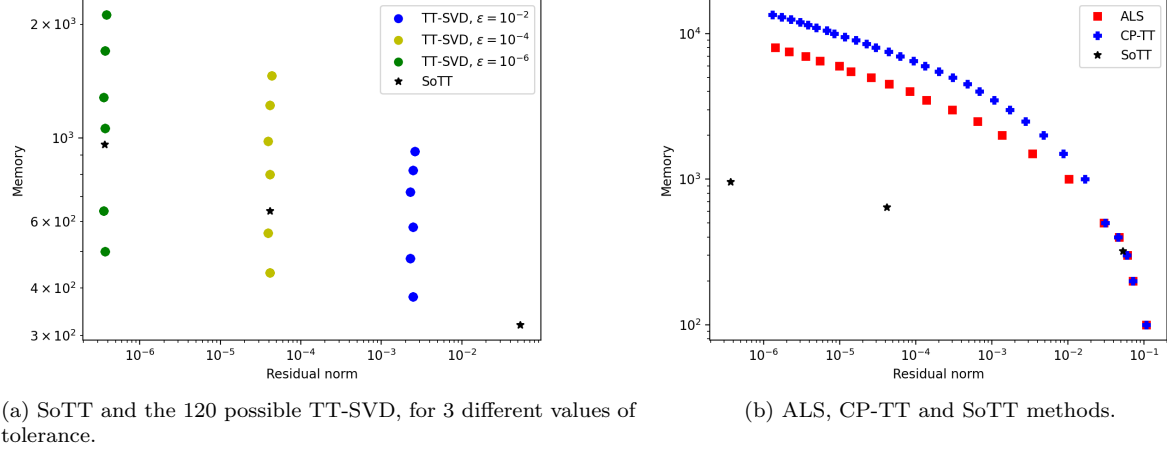 2 × 10³
10³
6 × 10²
4 × 10²
3 × 10²
Memory
10⁻⁶
10⁻⁵
10⁻⁴
10⁻³
10⁻²
Residual norm
TT-SVD, ε = 10⁻²
TT-SVD, ε = 10⁻⁴
TT-SVD, ε = 10⁻⁶
SoTT
(a) SoTT and the 120 possible TT-SVD, for 3 different values of
tolerance.
10⁴
10³
10²
Memory
10⁻⁶
10⁻⁵
10⁻⁴
10⁻³
10⁻²
10⁻¹
Residual norm
ALS
CP-TT
SoTT
(b) ALS, CP-TT and SoTT methods.